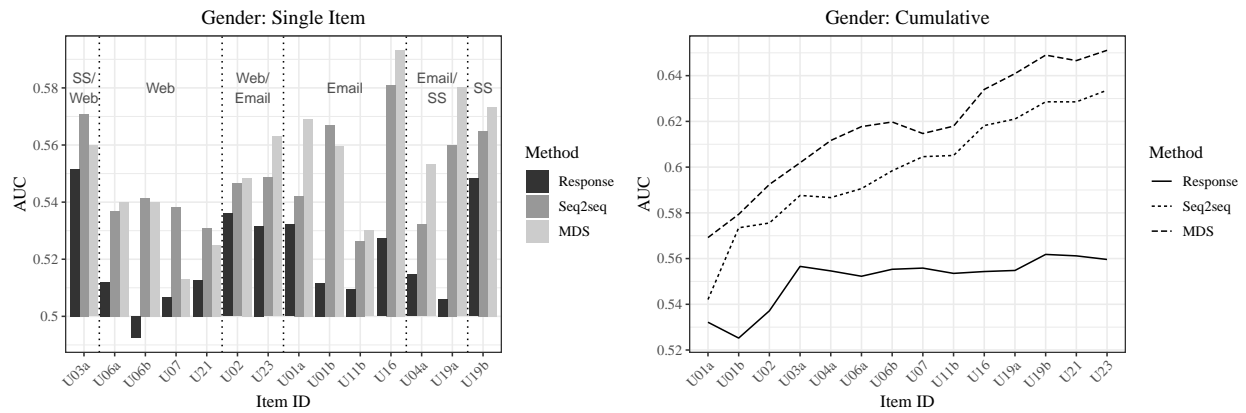 Gender: Single Item
SS/
Web
Web
Web/
Email
Email
Email/
SS
SS
AUC
0.58
0.56
0.54
0.52
0.5
U03a
U06a
U06b
U07
U21
U02
U23
U01a
U01b
U11b
U16
U04a
U19a
U19b
Item ID
Method
Response
Seq2seq
MDS
Gender: Cumulative
AUC
0.64
0.62
0.6
0.58
0.56
0.54
0.52
U01a
U01b
U02
U03a
U04a
U06a
U06b
U07
U11b
U16
U19a
U19b
U21
U23
Item ID
Method
Response
Seq2seq
MDS